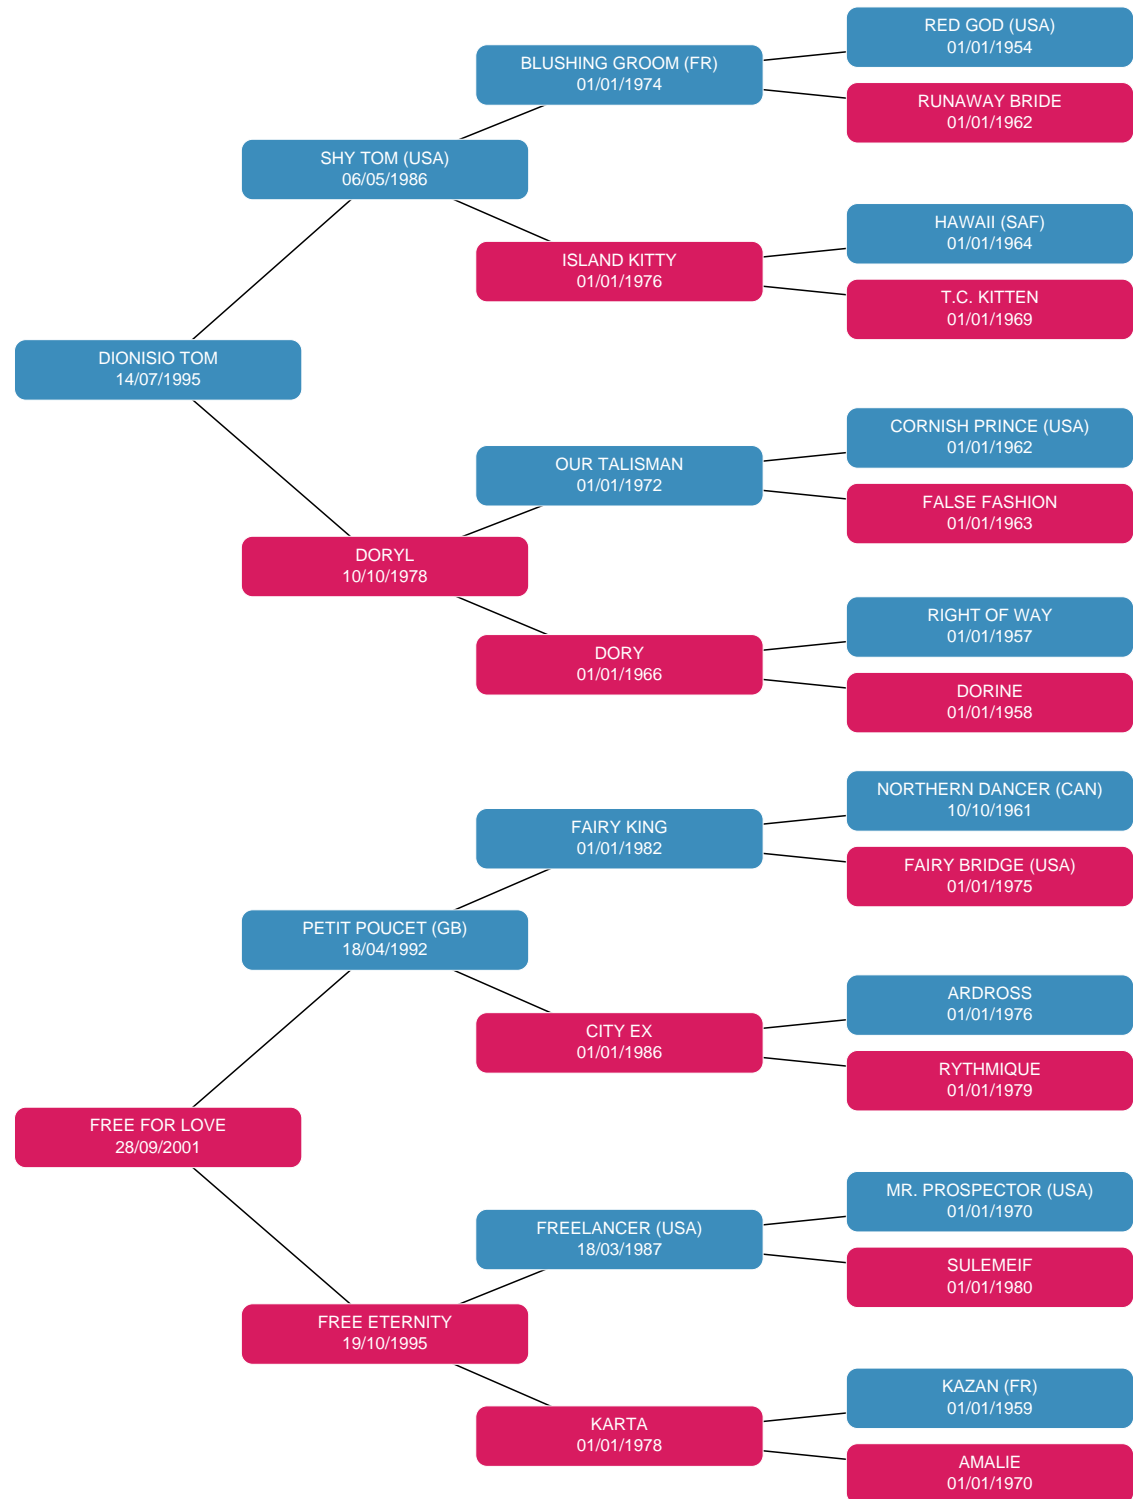 RED GOD (USA)
01/01/1954
BLUSHING GROOM (FR)
01/01/1974
RUNAWAY BRIDE
01/01/1962
SHY TOM (USA)
06/05/1986
HAWAII (SAF)
01/01/1964
ISLAND KITTY
01/01/1976
T.C. KITTEN
01/01/1969
DIONISIO TOM
14/07/1995
CORNISH PRINCE (USA)
01/01/1962
OUR TALISMAN
01/01/1972
FALSE FASHION
01/01/1963
DORYL
10/10/1978
RIGHT OF WAY
01/01/1957
DORY
01/01/1966
DORINE
01/01/1958
NORTHERN DANCER (CAN)
10/10/1961
FAIRY KING
01/01/1982
FAIRY BRIDGE (USA)
01/01/1975
PETIT POUCET (GB)
18/04/1992
ARDROSS
01/01/1976
CITY EX
01/01/1986
RYTHMIQUE
01/01/1979
FREE FOR LOVE
28/09/2001
MR. PROSPECTOR (USA)
01/01/1970
FREELANCER (USA)
18/03/1987
SULEMEIF
01/01/1980
FREE ETERNITY
19/10/1995
KAZAN (FR)
01/01/1959
KARTA
01/01/1978
AMALIE
01/01/1970